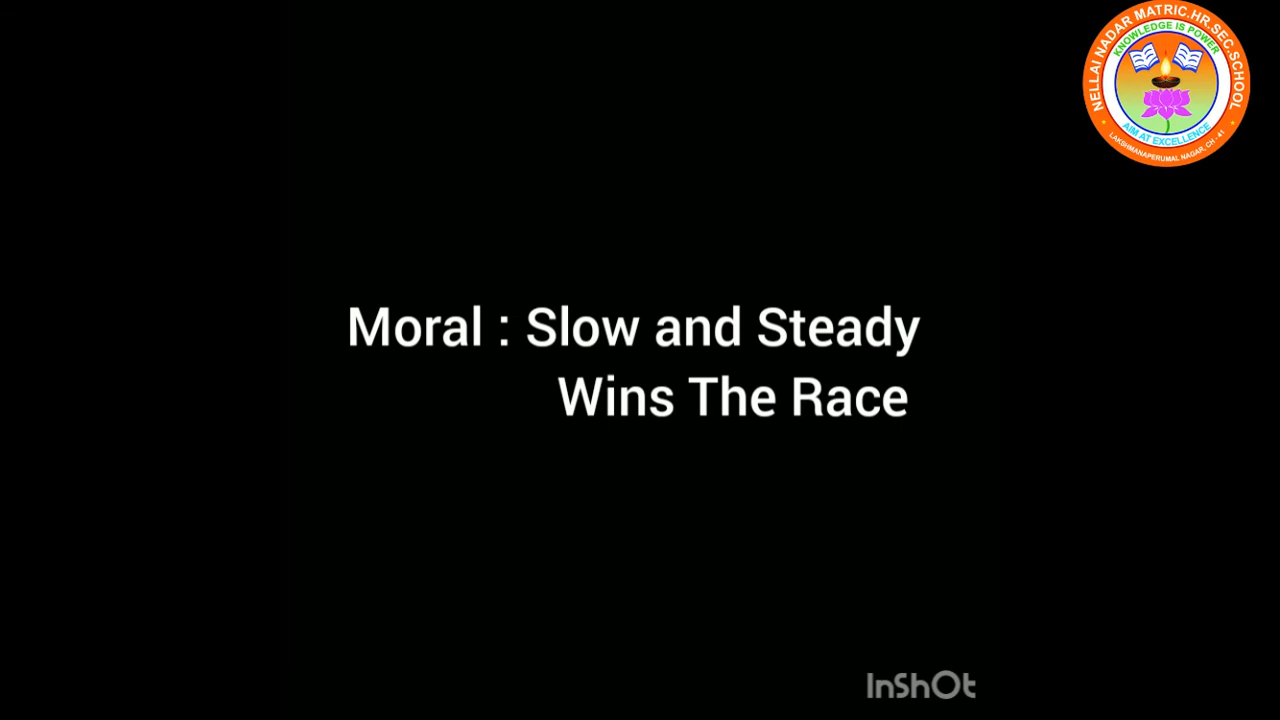 NELLAI NADAR MATRIC.HR.SEC.SCHOOL
KNOWLEDGE IS POWER
AIM AT EXCELLENCE
LAKSHMANAPERUMAL NAGAR, CH - 41
Moral : Slow and Steady
Wins The Race
InShOt